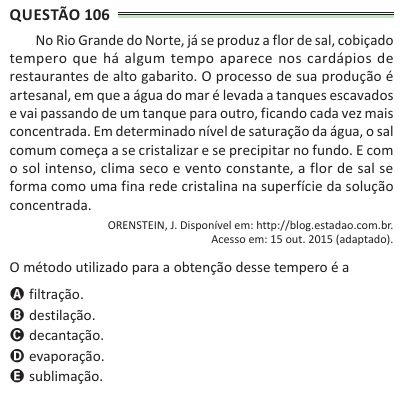 QUESTÃO 106
No Rio Grande do Norte, já se produz a flor de sal, cobiçado
tempero que há algum tempo aparece nos cardápios de
restaurantes de alto gabarito. O processo de sua produção é
artesanal, em que a água do mar é levada a tanques escavados
e vai passando de um tanque para outro, ficando cada vez mais
concentrada. Em determinado nível de saturação da água, o sal
comum começa a se cristalizar e se precipitar no fundo. E com
o sol intenso, clima seco e vento constante, a flor de sal se
forma como uma fina rede cristalina na superfície da solução
concentrada.
ORENSTEIN, J. Disponível em: http://blog.estadao.com.br.
Acesso em: 15 out. 2015 (adaptado).
O método utilizado para a obtenção desse tempero é a
A filtração.
B destilação.
C decantação.
D evaporação.
E sublimação.